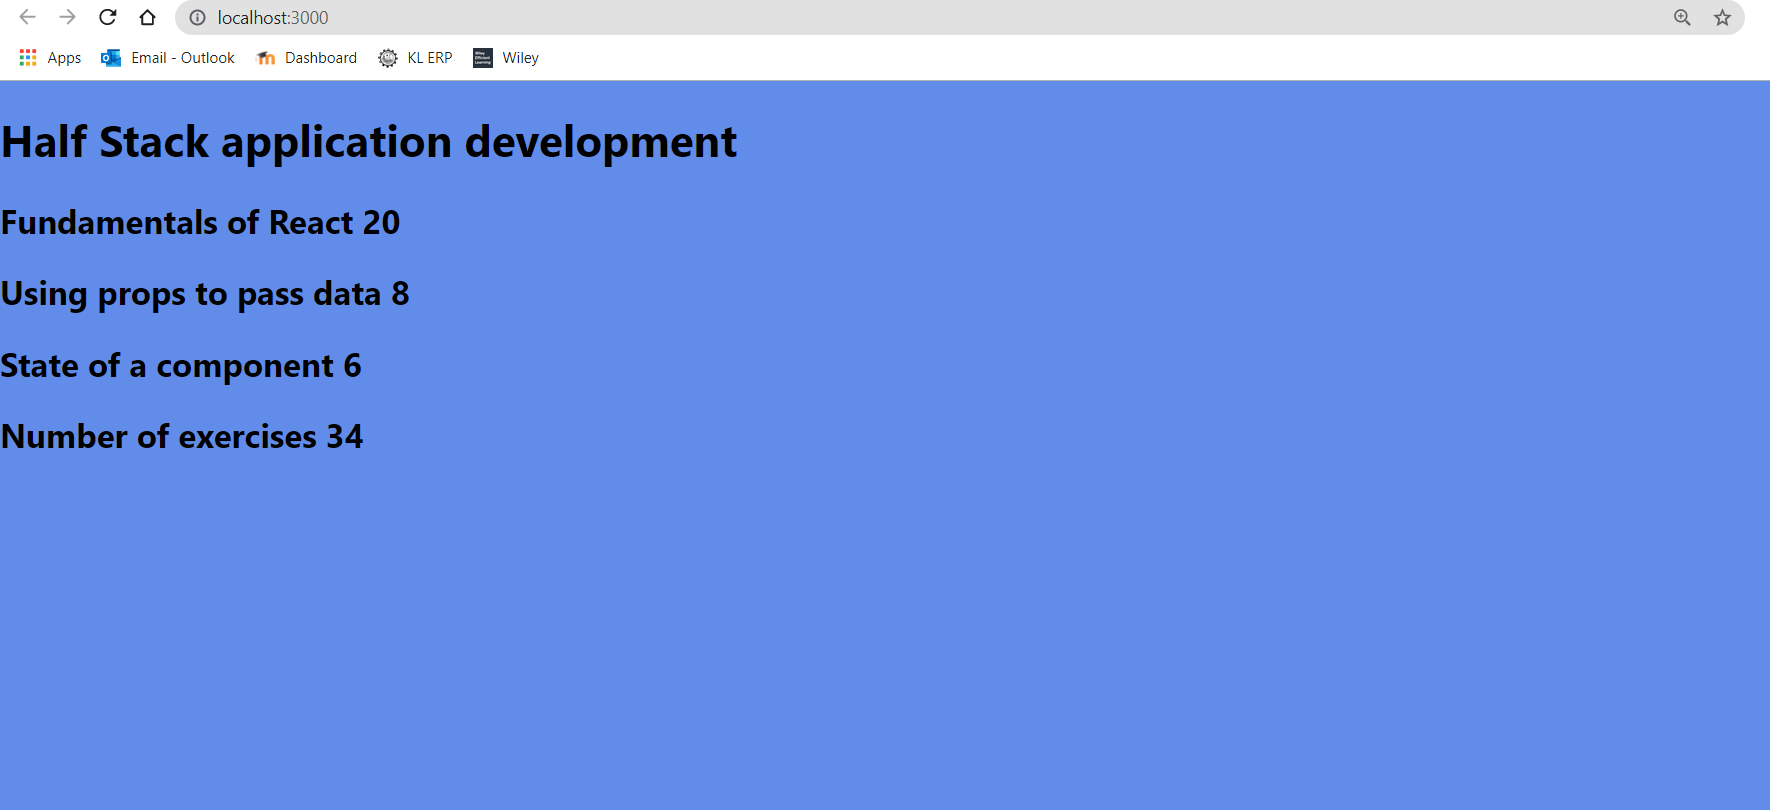 localhost:3000
Apps Email - Outlook Dashboard KL ERP Wiley
Half Stack application development
Fundamentals of React 20
Using props to pass data 8
State of a component 6
Number of exercises 34